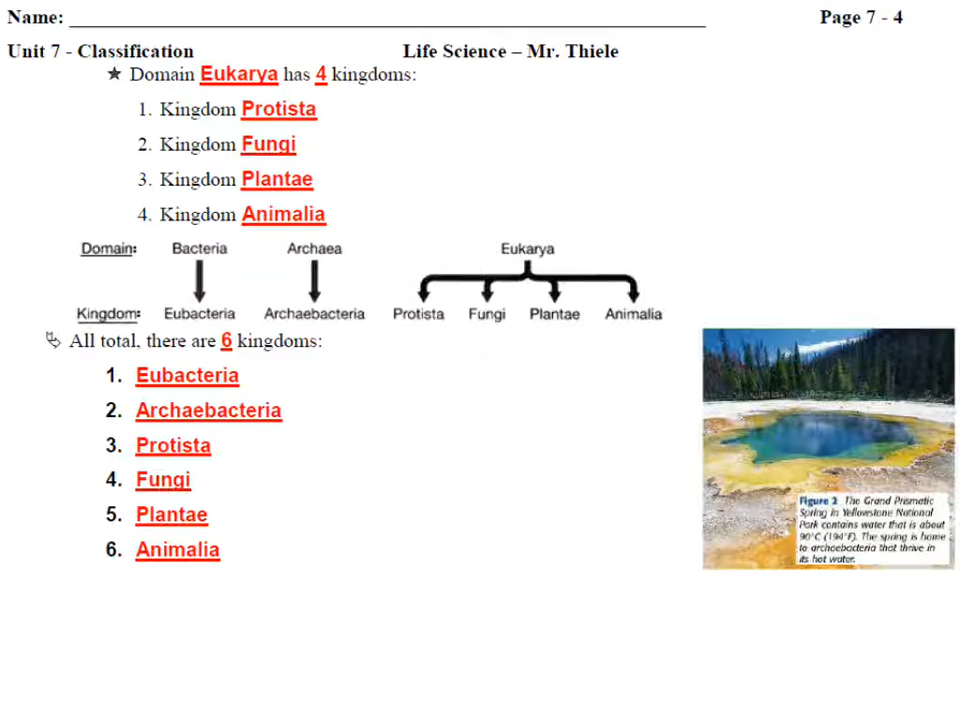 Name: ____________________ Page 7 - 4
Unit 7 - Classification Life Science – Mr. Thiele
★ Domain Eukarya has 4 kingdoms:
1. Kingdom Protista
2. Kingdom Fungi
3. Kingdom Plantae
4. Kingdom Animalia
Domain: Bacteria Archaea Eukarya
Kingdom: Eubacteria Archaebacteria Protista Fungi Plantae Animalia
All total, there are 6 kingdoms:
1. Eubacteria
2. Archaebacteria
3. Protista
4. Fungi
5. Plantae
6. Animalia
Figure 2 The Grand Prismatic
Spring in Yellowstone National
Park contains water that is about
90°C (194°F). The spring is home
to archaebacteria that thrive in
its hot water.